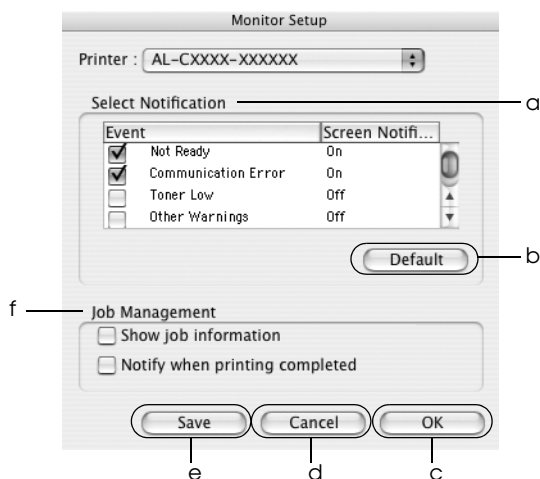 Monitor Setup
Printer : AL-CXXXX-XXXXXX
Select Notification
a
Event Screen Notifi...
Not Ready On
Communication Error On
Toner Low Off
Other Warnings Off
Default
b
f
Job Management
Show job information
Notify when printing completed
Save Cancel OK
e d c